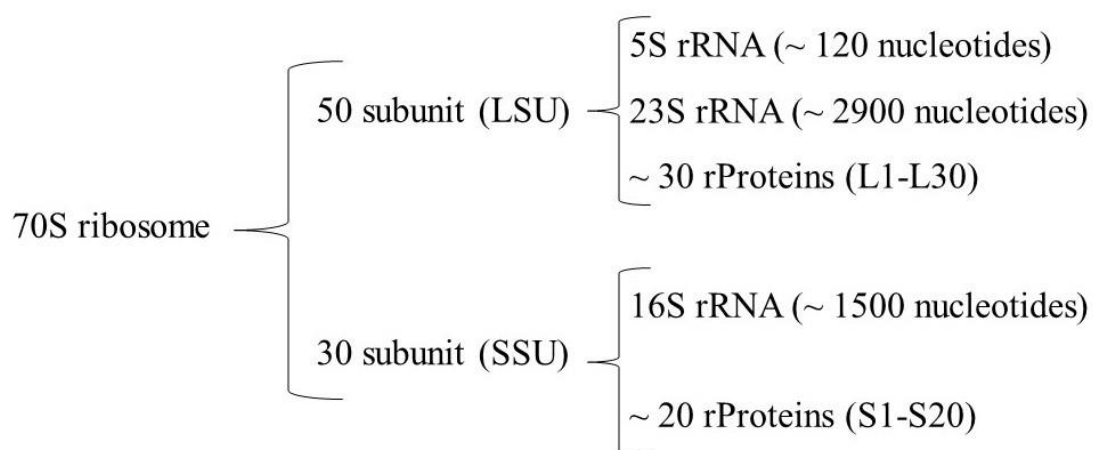 5S rRNA (~ 120 nucleotides)
50 subunit (LSU)
23S rRNA (~ 2900 nucleotides)
~ 30 rProteins (L1-L30)
70S ribosome
16S rRNA (~ 1500 nucleotides)
30 subunit (SSU)
~ 20 rProteins (S1-S20)